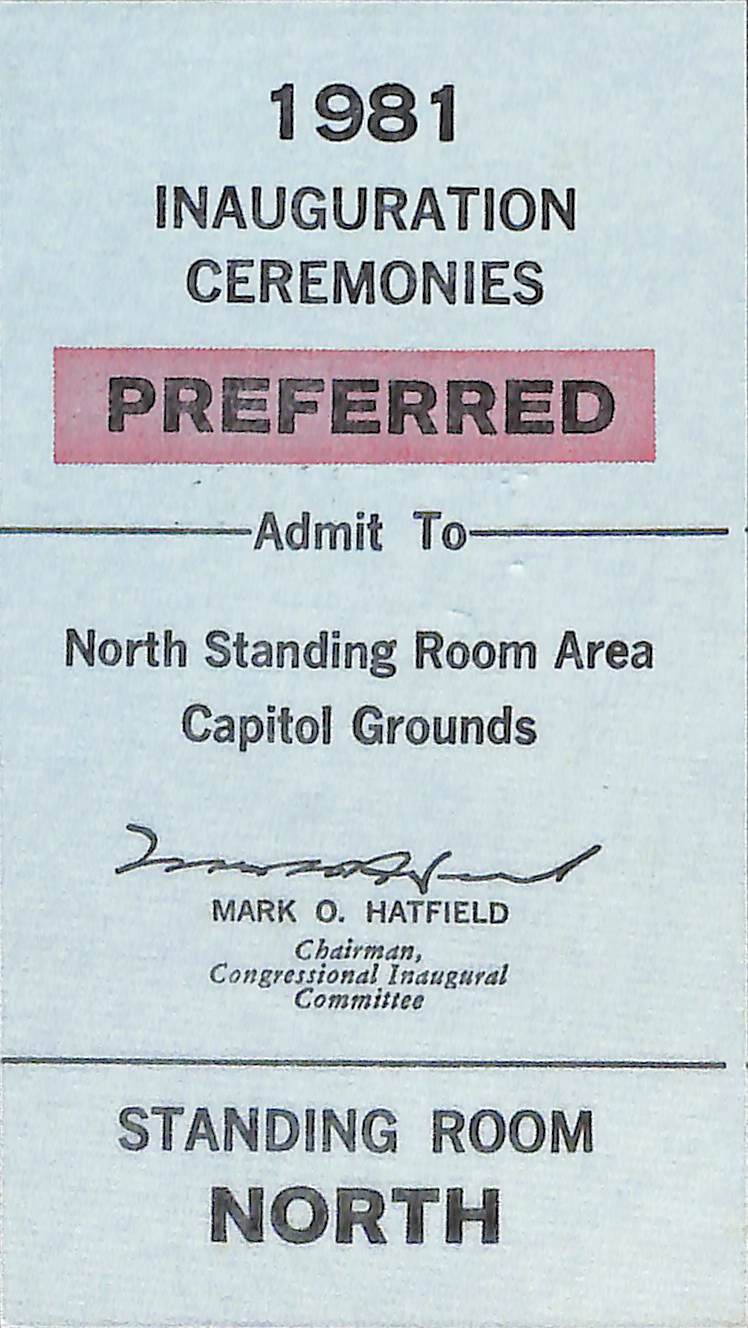 1981
INAUGURATION
CEREMONIES
PREFERRED
Admit To
North Standing Room Area
Capitol Grounds
MARK O. HATFIELD
Chairman,
Congressional Inaugural
Committee
STANDING ROOM
NORTH